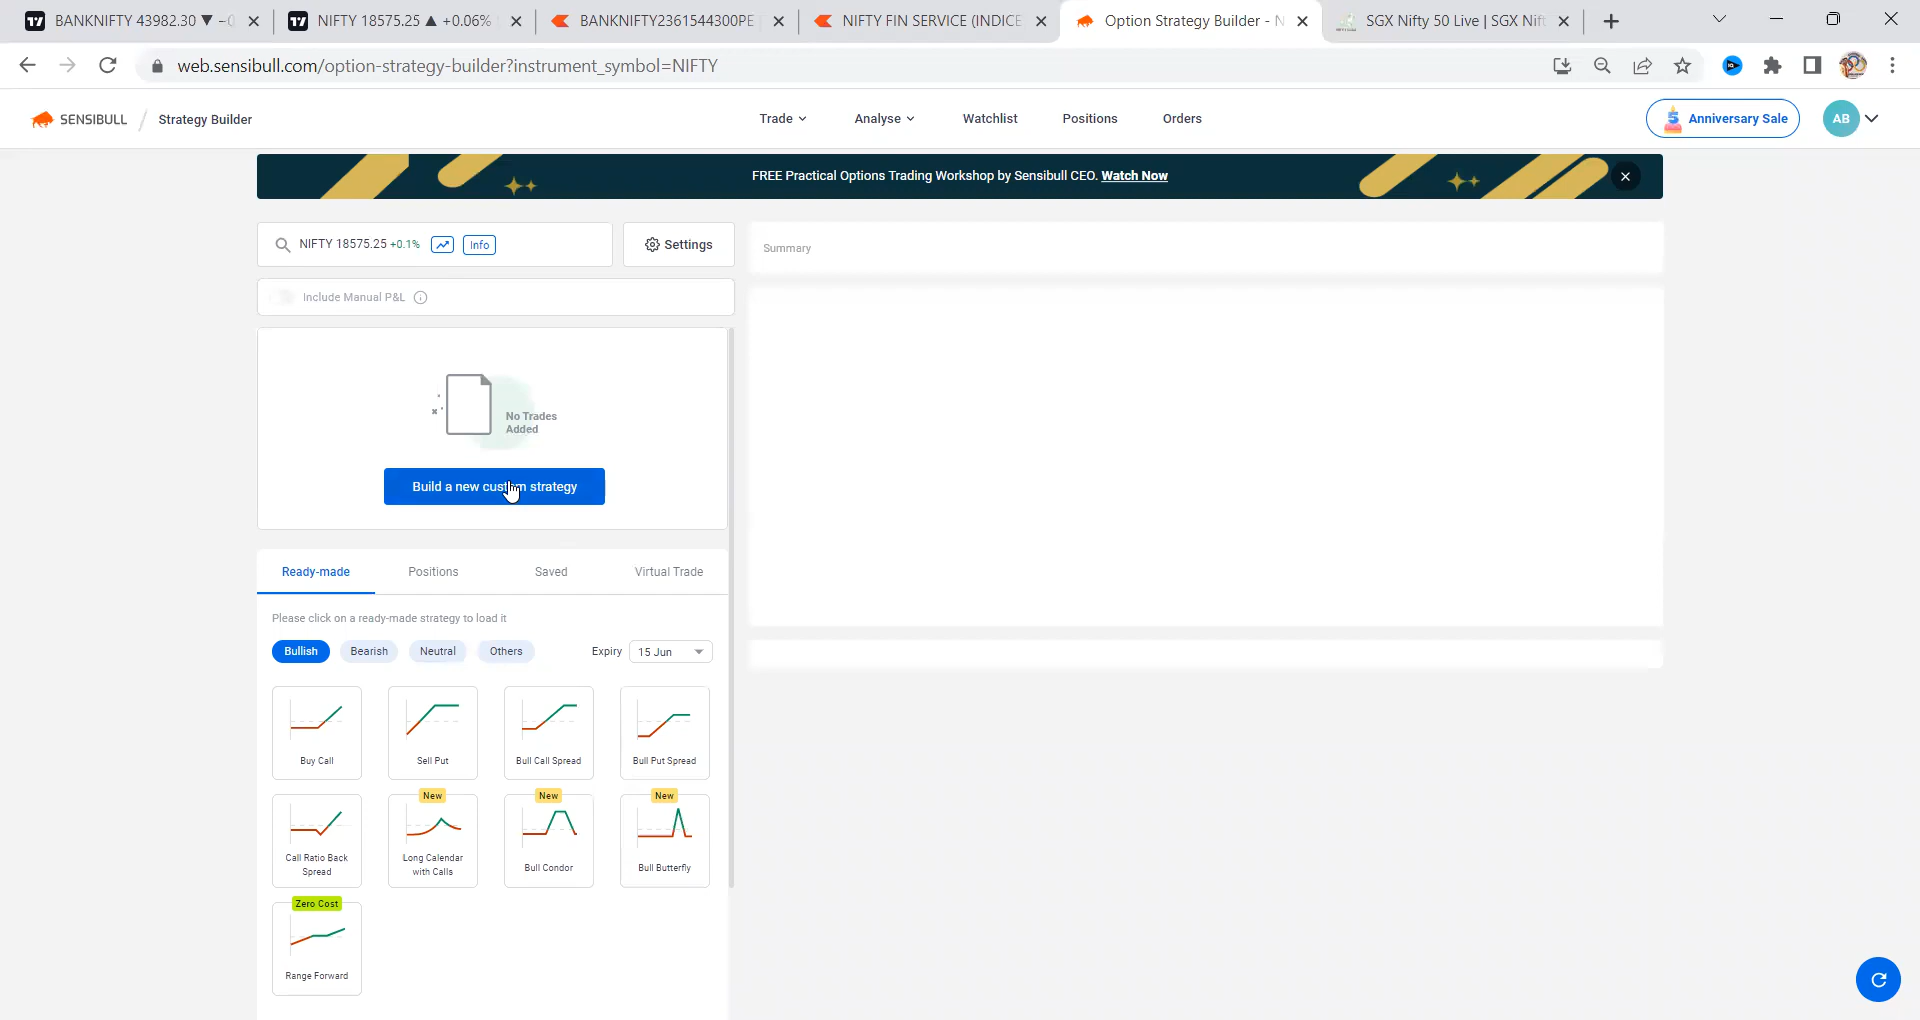 BANKNIFTY 43982.30 ▼ −0
NIFTY 18575.25 ▲ +0.06%
BANKNIFTY2361544300PE
NIFTY FIN SERVICE (INDICE
Option Strategy Builder - N
SGX Nifty 50 Live | SGX Nift
web.sensibull.com/option-strategy-builder?instrument_symbol=NIFTY
SENSIBULL / Strategy Builder
Trade
Analyse
Watchlist
Positions
Orders
5 Anniversary Sale
AB
FREE Practical Options Trading Workshop by Sensibull CEO. Watch Now
NIFTY 18575.25 +0.1%
Info
Settings
Summary
Include Manual P&L
No Trades
Added
Build a new custom strategy
Ready-made
Positions
Saved
Virtual Trade
Please click on a ready-made strategy to load it
Bullish
Bearish
Neutral
Others
Expiry
15 Jun
Buy Call
Sell Put
Bull Call Spread
Bull Put Spread
New
New
New
Call Ratio Back
Spread
Long Calendar
with Calls
Bull Condor
Bull Butterfly
Zero Cost
Range Forward